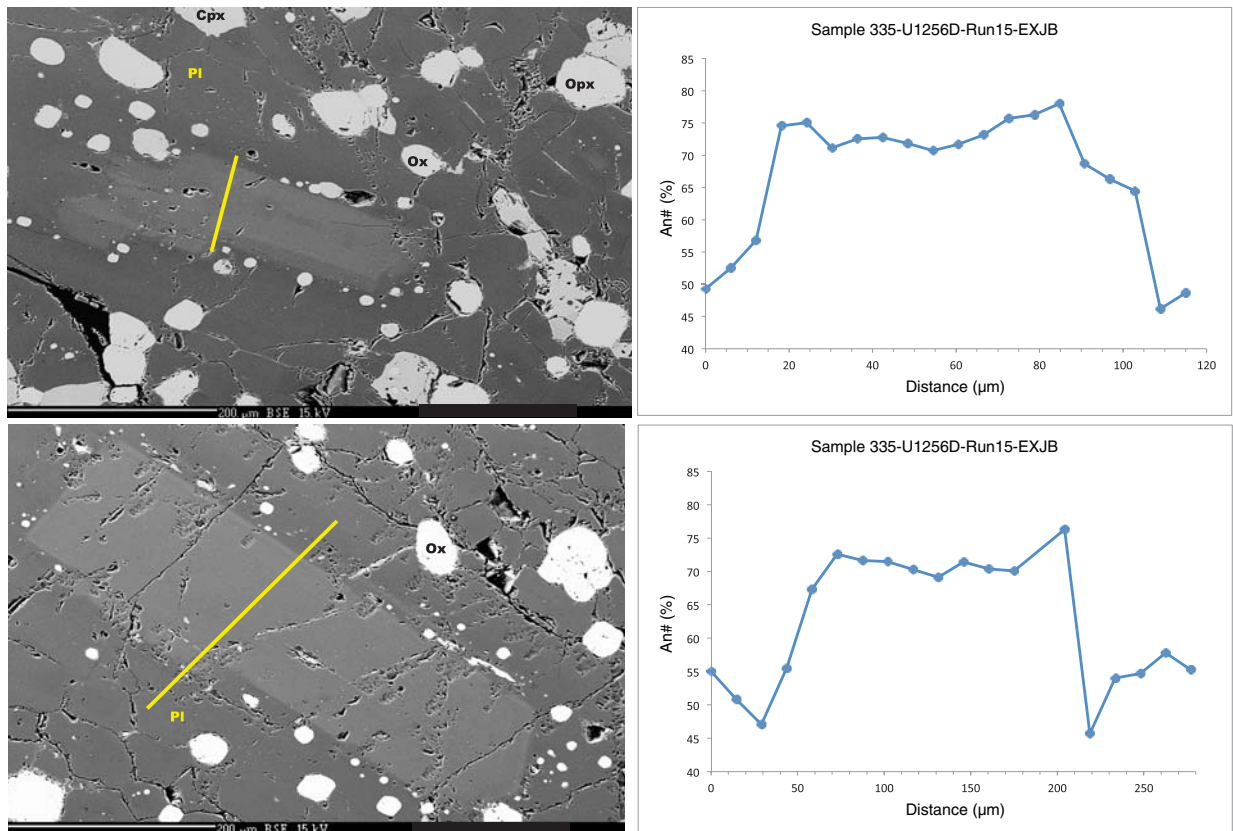 Cpx
Pl
Opx
Ox
200 μm BSE 15 kV
Sample 335-U1256D-Run15-EXJB
85
80
75
70
65
60
55
50
45
40
An# (%)
0 20 40 60 80 100 120
Distance (μm)
Ox
Pl
200 μm BSE 15 kV
Sample 335-U1256D-Run15-EXJB
85
80
75
70
65
60
55
50
45
40
An# (%)
0 50 100 150 200 250
Distance (μm)